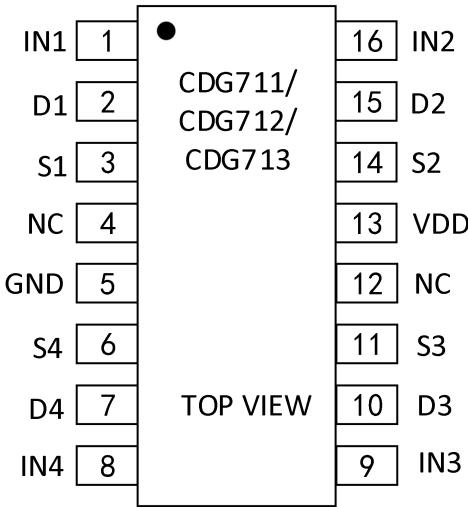 IN1 1 16 IN2
CDG711/
D1 2 15 D2
CDG712/
CDG713
S1 3 14 S2
NC 4 13 VDD
GND 5 12 NC
S4 6 11 S3
D4 7 TOP VIEW 10 D3
IN4 8 9 IN3